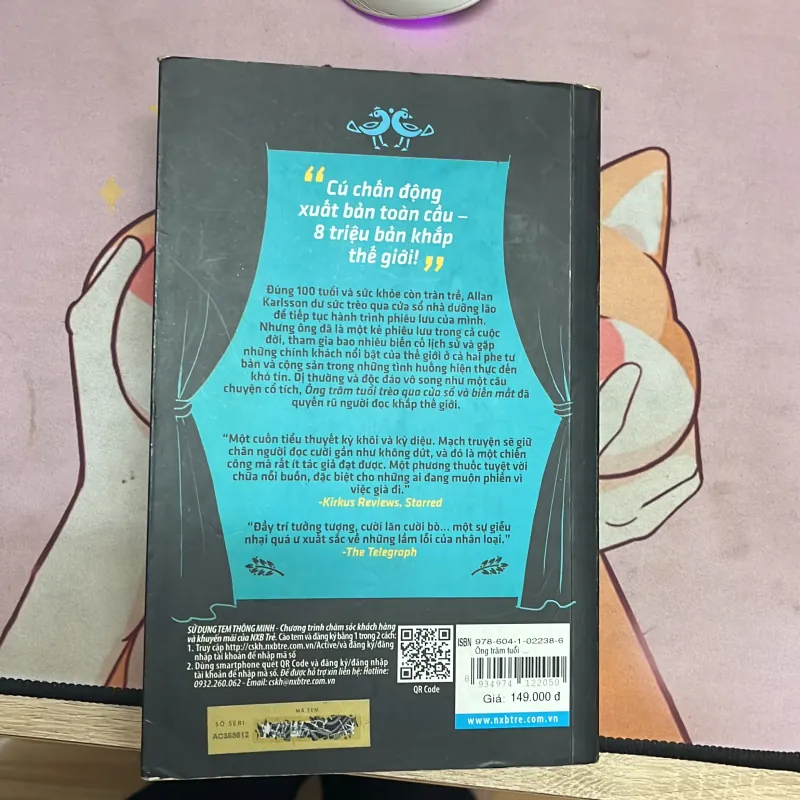 “ Cú chấn động
xuất bản toàn cầu –
8 triệu bản khắp
thế giới! ”
Đúng 100 tuổi và sức khỏe còn tràn trề, Allan
Karlsson dư sức trèo qua cửa sổ nhà dưỡng lão
để tiếp tục hành trình phiêu lưu của mình.
Nhưng ông đã là một kẻ phiêu lưu trong cả cuộc
đời, tham gia bao nhiêu biến cố lịch sử và gặp
những chính khách nổi bật của thế giới ở cả hai phe tư
bản và cộng sản trong những tình huống hiện thực đến
khó tin. Dị thường và độc đáo vô song như một câu
chuyện cổ tích, Ông trăm tuổi trèo qua cửa sổ và biến mất đã
quyến rũ người đọc khắp thế giới.
“Một cuốn tiểu thuyết kỳ khôi và kỳ diệu. Mạch truyện sẽ giữ
chân người đọc cười gần như không dứt, và đó là một chiến
công mà rất ít tác giả đạt được. Một phương thuốc tuyệt vời
chữa nỗi buồn, đặc biệt cho những ai đang muộn phiền vì
việc già đi.”
-Kirkus Reviews, Starred
“Đầy trí tưởng tượng, cười lăn cười bò... một sự giễu
nhại quá ư xuất sắc về những lầm lỗi của nhân loại.”
-The Telegraph
SỬ DỤNG TEM THÔNG MINH - Chương trình chăm sóc khách hàng
và khuyến mãi của NXB Trẻ. Cào tem và đăng ký bằng 1 trong 2 cách:
1. Truy cập http://cskh.nxbtre.com.vn/Active/và đăng ký/đăng
nhập tài khoản để nhập mã số
2. Dùng smartphone quét QR Code và đăng ký/đăng nhập
tài khoản để nhập mã số. Để được hỗ trợ xin liên hệ: Hotline:
0932.260.062 - Email: cskh@nxbtre.com.vn
QR Code
ISBN 978-604-1-02238-6
Ông trăm tuổi ...
8 934974 122050
Giá: 149.000 đ
www.nxbtre.com.vn
MÃ TEM
SỐ SERI